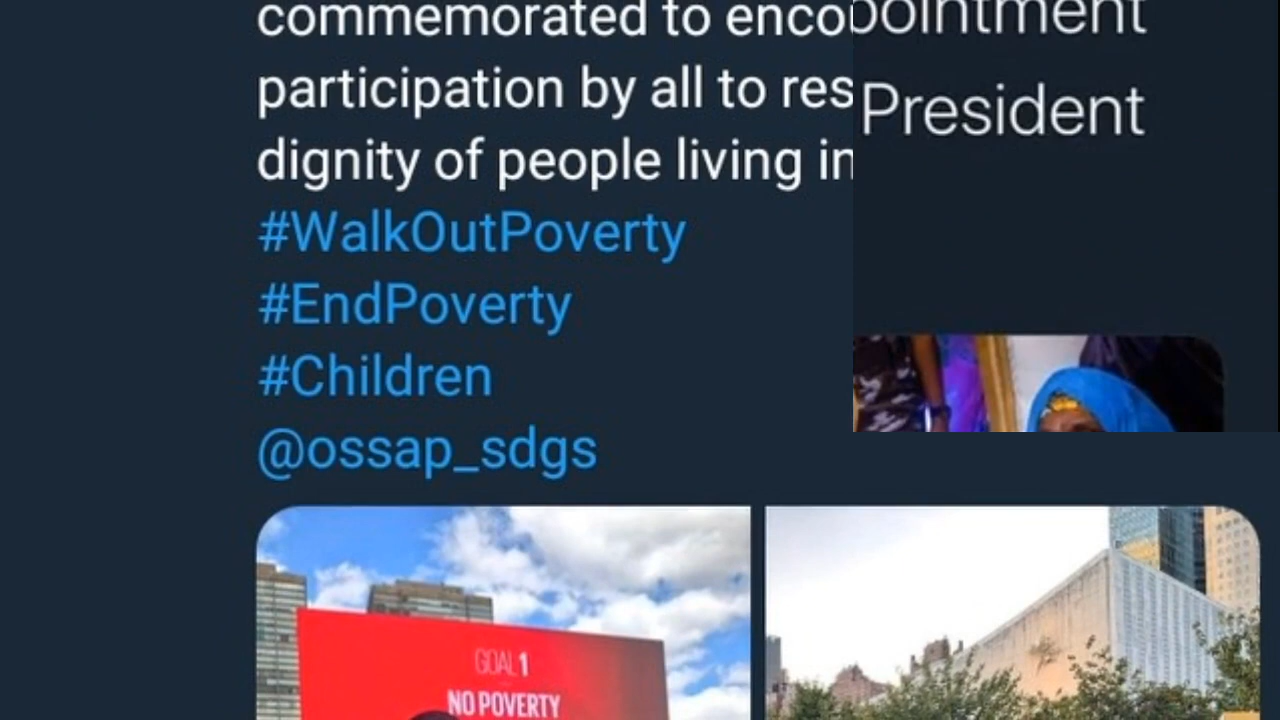 commemorated to enco
participation by all to res
dignity of people living in
#WalkOutPoverty
#EndPoverty
#Children
@ossap_sdgs
pointment
President
GOAL 1
NO POVERTY